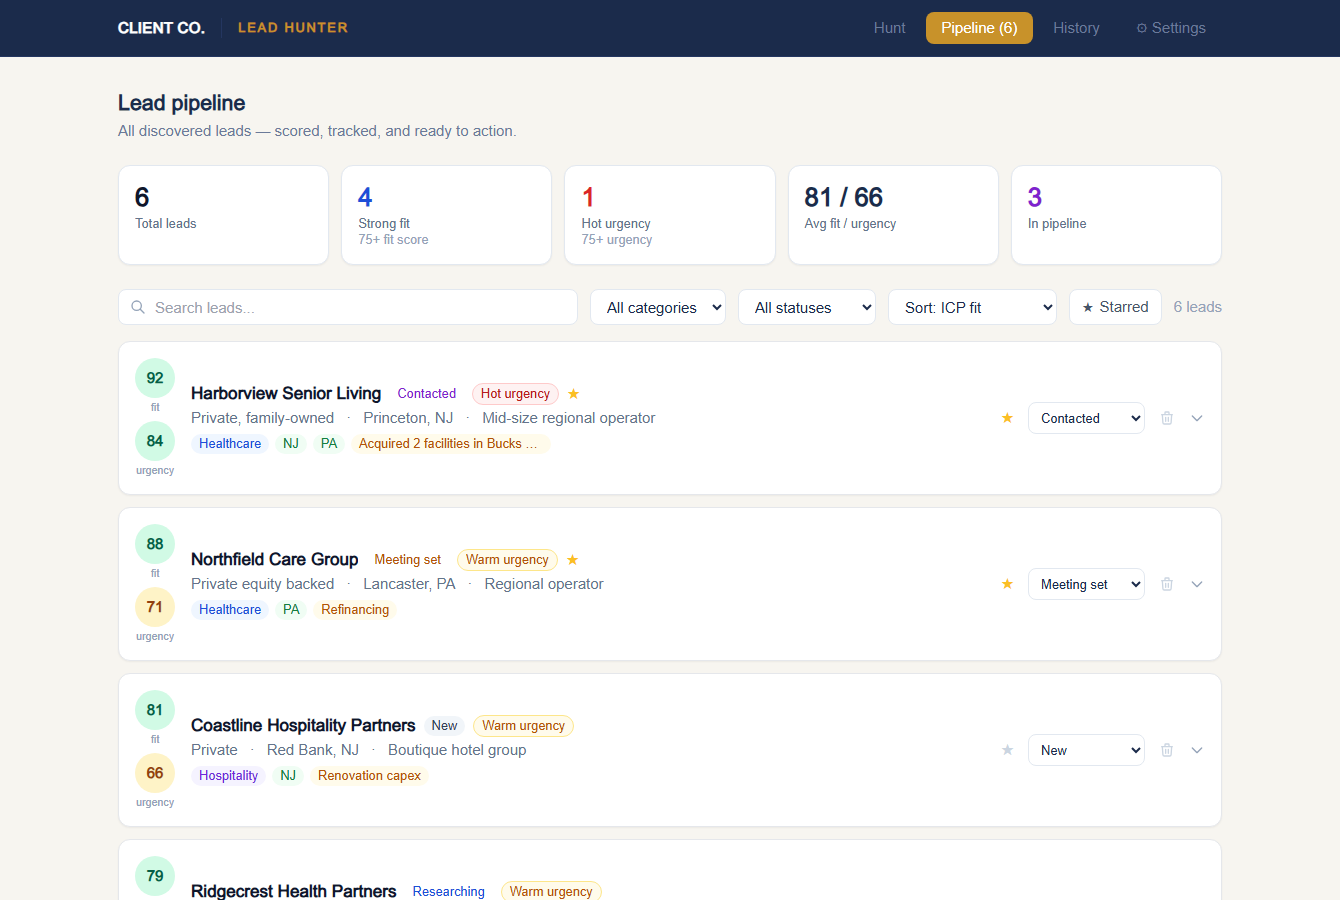 CLIENT CO. LEAD HUNTER Hunt Pipeline (6) History Settings
Lead pipeline
All discovered leads — scored, tracked, and ready to action.
6
Total leads
4
Strong fit
75+ fit score
1
Hot urgency
75+ urgency
81 / 66
Avg fit / urgency
3
In pipeline
Search leads... All categories All statuses Sort: ICP fit ★ Starred 6 leads
92
fit
84
urgency
Harborview Senior Living Contacted Hot urgency ★
Private, family-owned · Princeton, NJ · Mid-size regional operator
Healthcare NJ PA Acquired 2 facilities in Bucks ...
★ Contacted
88
fit
71
urgency
Northfield Care Group Meeting set Warm urgency ★
Private equity backed · Lancaster, PA · Regional operator
Healthcare PA Refinancing
★ Meeting set
81
fit
66
urgency
Coastline Hospitality Partners New Warm urgency
Private · Red Bank, NJ · Boutique hotel group
Hospitality NJ Renovation capex
★ New
79
Ridgecrest Health Partners Researching Warm urgency